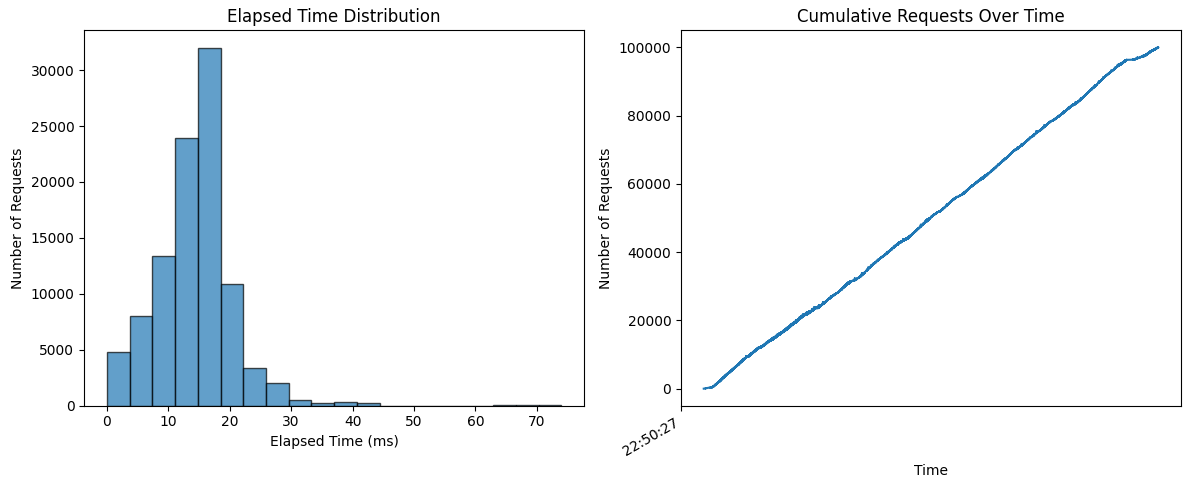 Elapsed Time Distribution
Number of Requests
30000
25000
20000
15000
10000
5000
0
0 10 20 30 40 50 60 70
Elapsed Time (ms)
Cumulative Requests Over Time
Number of Requests
100000
80000
60000
40000
20000
0
22:50:27
Time